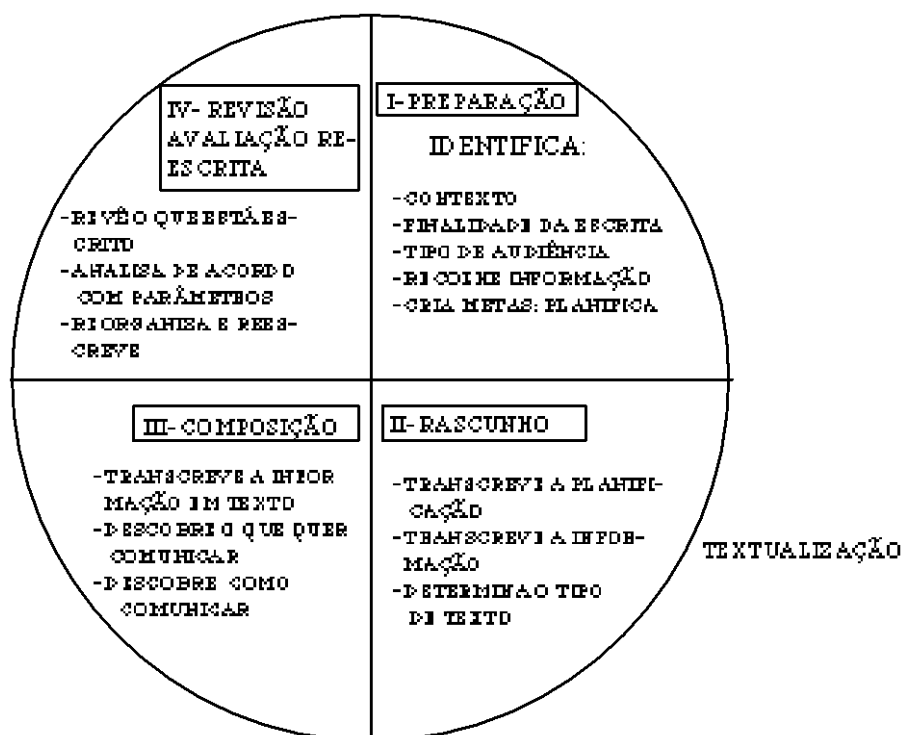 I- PREPARAÇÃO
IDENTIFICA:
-CONTEXTO
-FINALIDADE DA ESCRITA
-TIPO DE AUDIÊNCIA
-RECOLHE INFORMAÇÃO
-CRIA METAS: PLANIFICA
II- RASCUNHO
-TRANSCREVE A PLANIFI-
CAÇÃO
-TRANSCREVE A INFOR-
MAÇÃO
-DETERMINA O TIPO
DE TEXTO
III- COMPOSIÇÃO
-TRANSCREVE A INFOR
MAÇÃO EM TEXTO
-DESCOBRE O QUE QUER
COMUNICAR
-DESCOBRE COMO
COMUNICAR
IV- REVISÃO
AVALIAÇÃO RE-
ESCRITA
-REVÊ O QUE ESTÁ ES-
CRITO
-ANALISA DE ACORDO
COM PARÂMETROS
-REORGANIZA E REES-
CREVE
TEXTUALIZAÇÃO